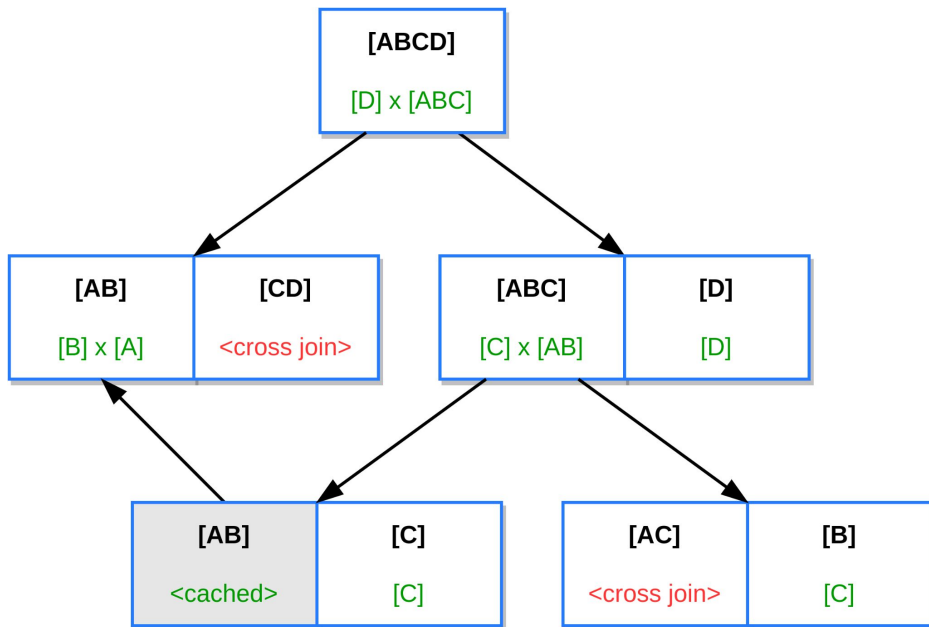 [ABCD]
[D] x [ABC]
[AB]
[B] x [A]
[CD]
<cross join>
[ABC]
[C] x [AB]
[D]
[D]
[AB]
<cached>
[C]
[C]
[AC]
<cross join>
[B]
[C]